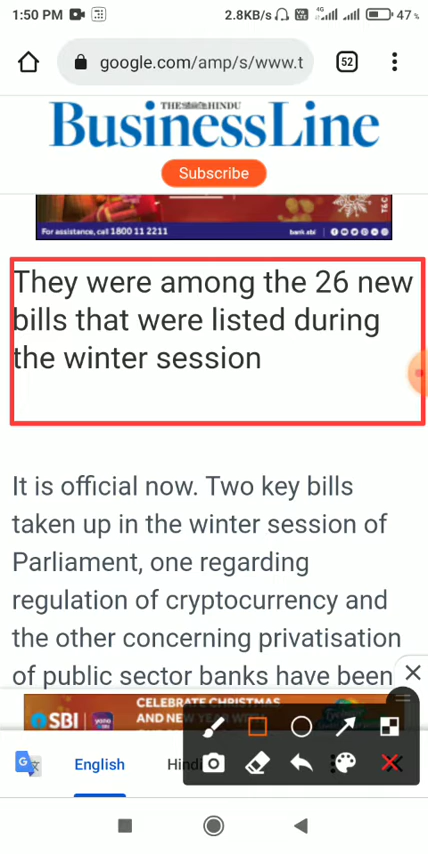 1:50 PM
2.8KB/s
4G
47%
google.com/amp/s/www.t
52
THE HINDU
BusinessLine
Subscribe
For assistance, call 1800 11 2211
T&C
They were among the 26 new
bills that were listed during
the winter session
It is official now. Two key bills
taken up in the winter session of
Parliament, one regarding
regulation of cryptocurrency and
the other concerning privatisation
of public sector banks have been
SBI
yono
CELEBRATE CHRISTMAS
AND NEW YEAR
English
Hindi